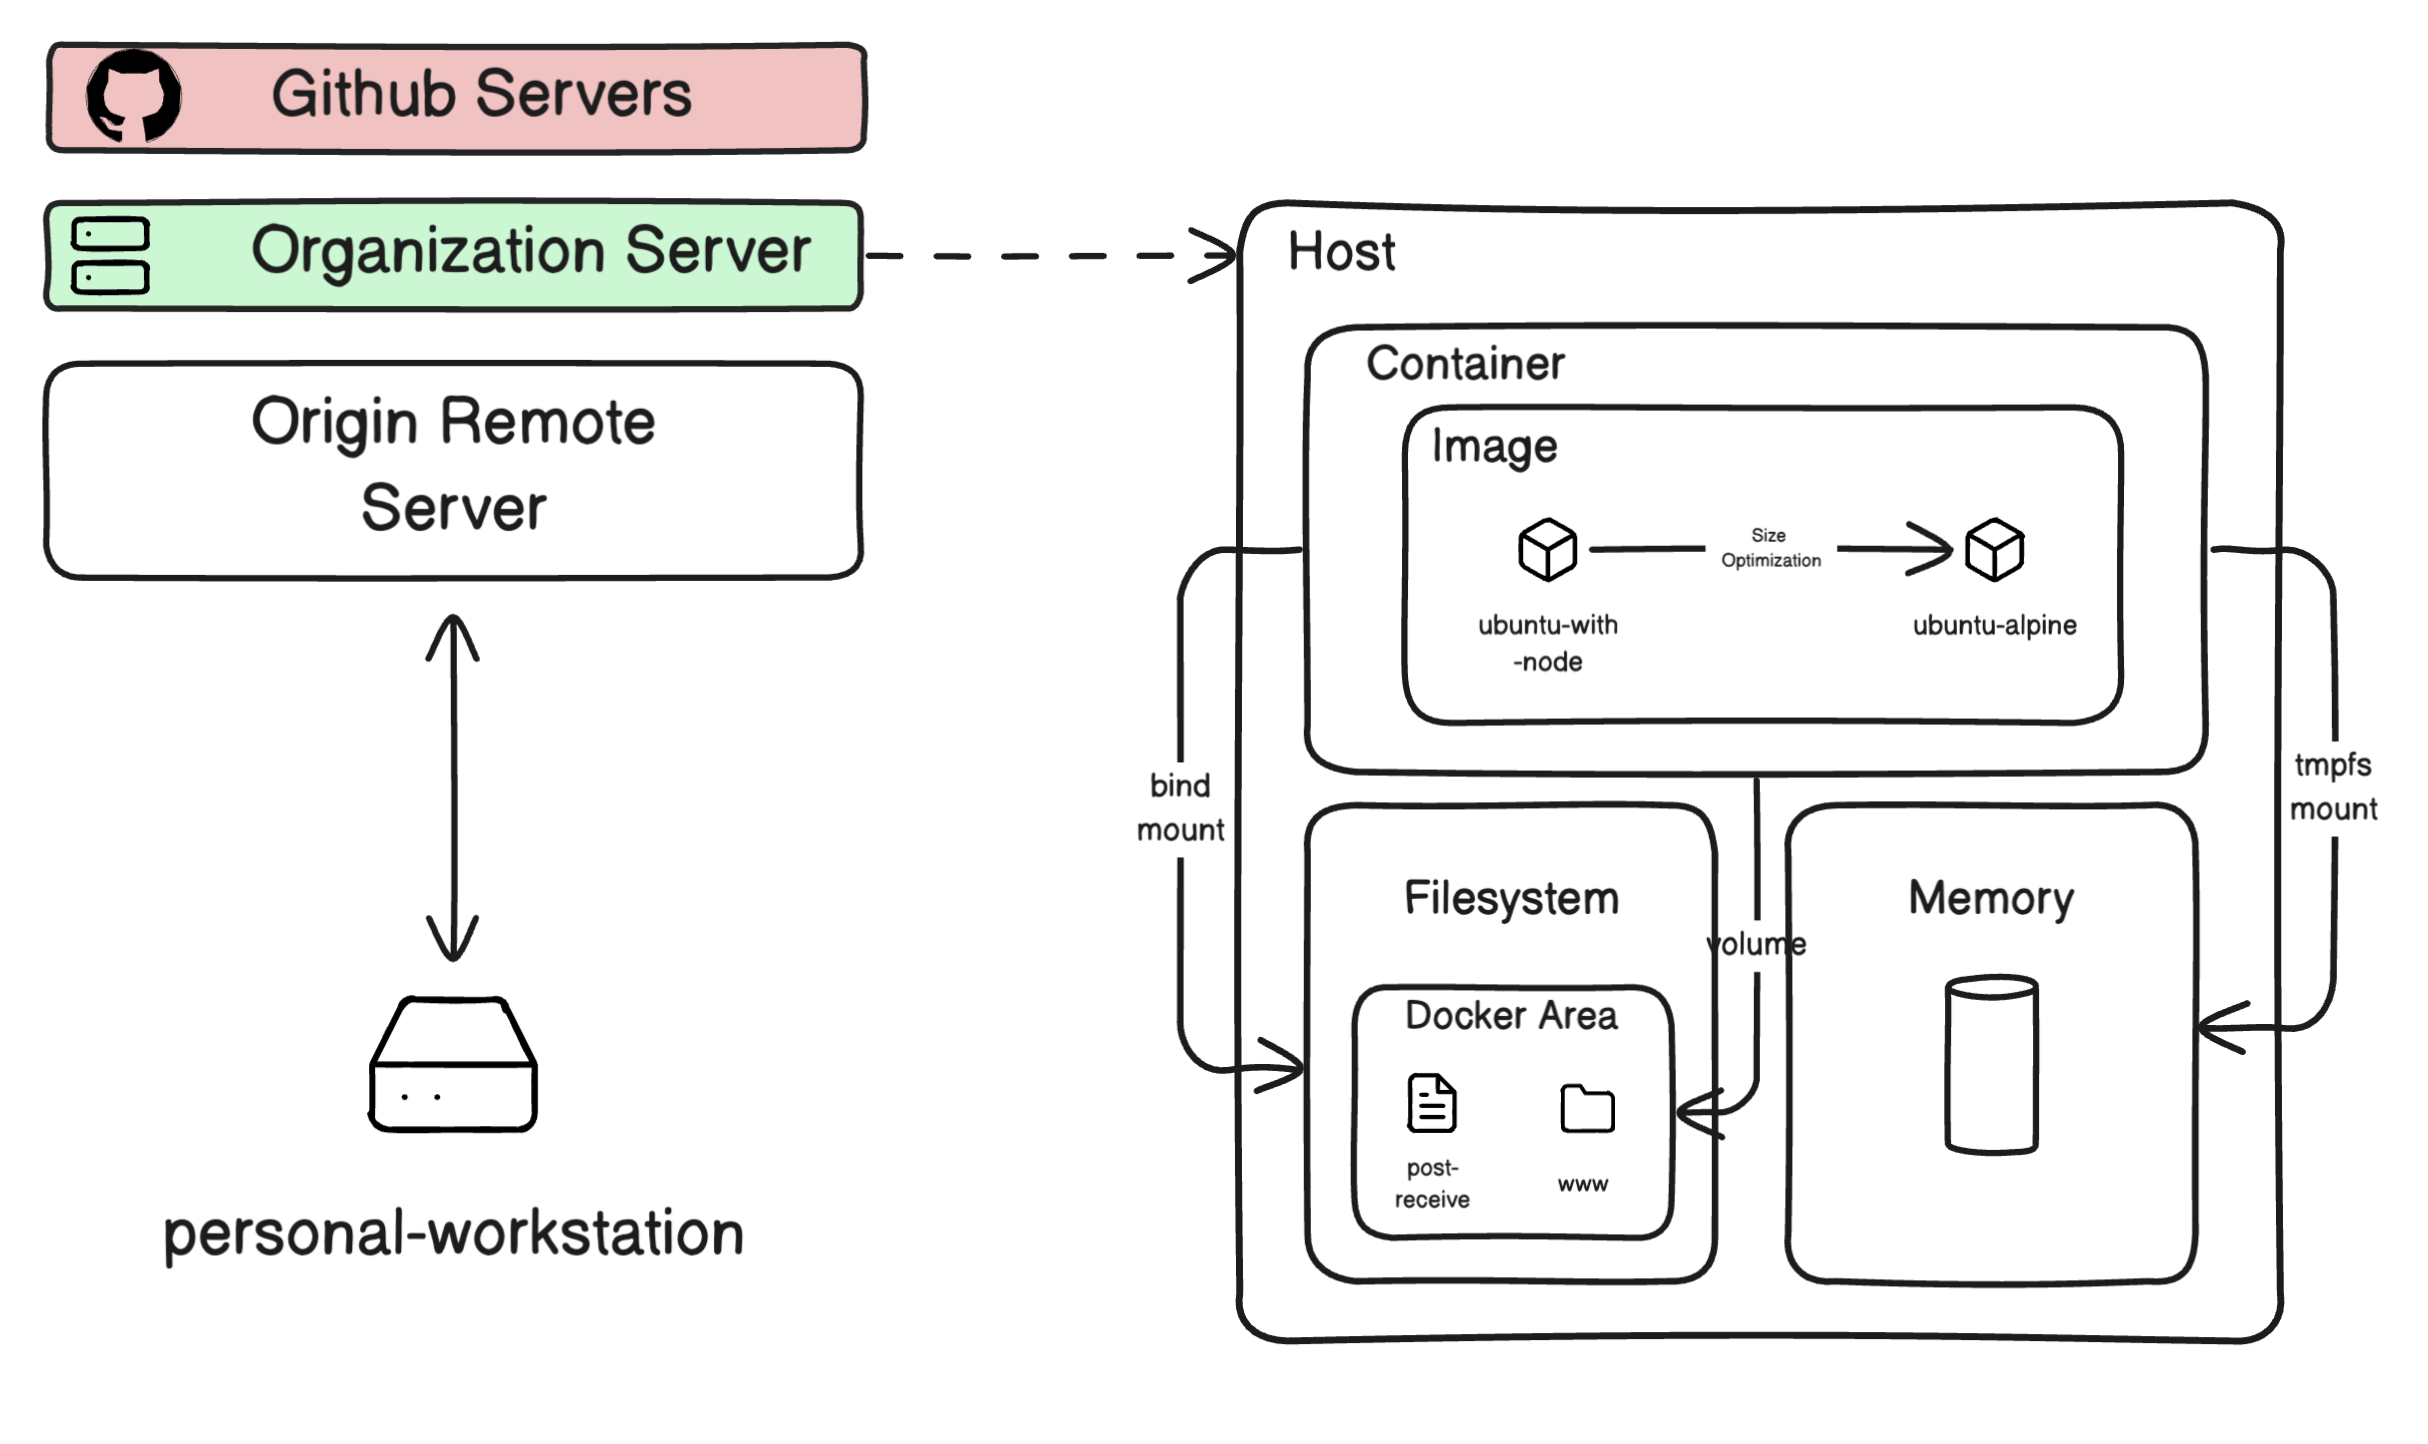 Github Servers
Organization Server
Origin Remote
Server
personal-workstation
Host
Container
Image
Size
Optimization
ubuntu-with
-node
ubuntu-alpine
bind
mount
tmpfs
mount
Filesystem
volume
Memory
Docker Area
post-
receive
www